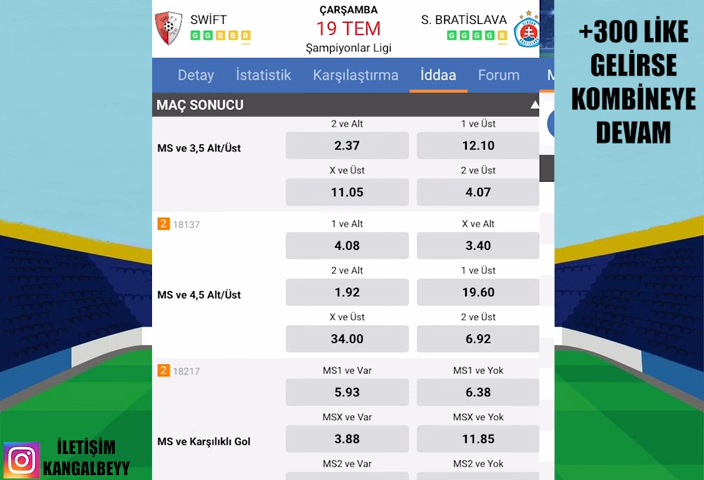 ÇARŞAMBA
SWİFT
19 TEM
S. BRATİSLAVA
G G B B B
Şampiyonlar Ligi
G G G G B
Detay İstatistik Karşılaştırma İddaa Forum M
MAÇ SONUCU
2 ve Alt 1 ve Üst
MS ve 3,5 Alt/Üst 2.37 12.10
X ve Üst 2 ve Üst
11.05 4.07
2 18137 1 ve Alt X ve Alt
4.08 3.40
2 ve Alt 1 ve Üst
MS ve 4,5 Alt/Üst 1.92 19.60
X ve Üst 2 ve Üst
34.00 6.92
2 18217 MS1 ve Var MS1 ve Yok
5.93 6.38
MSX ve Var MSX ve Yok
MS ve Karşılıklı Gol 3.88 11.85
MS2 ve Var MS2 ve Yok
+300 LİKE
GELİRSE
KOMBİNEYE
DEVAM
İLETİŞİM
KANGALBEYY